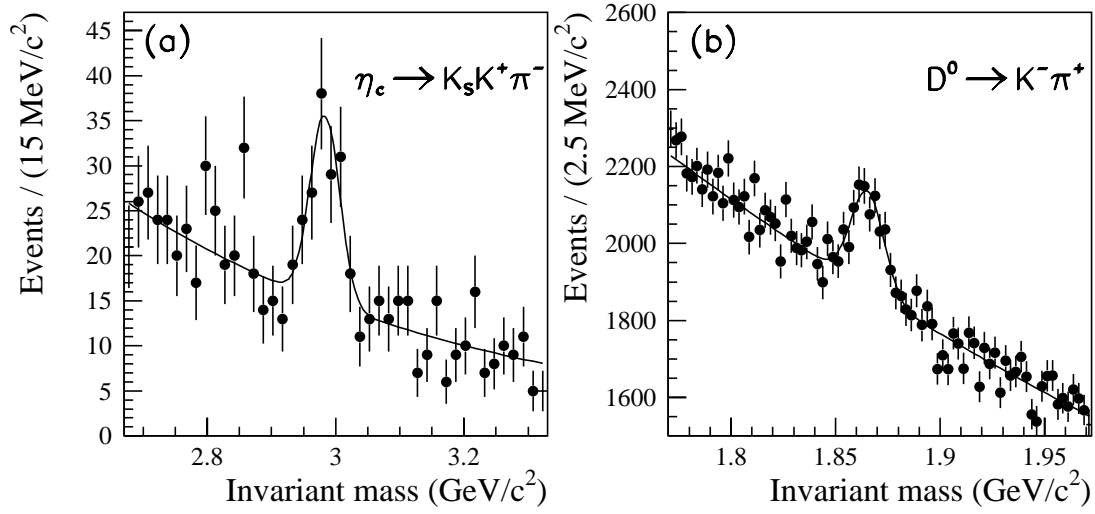 (a)
η_c → K_S K⁺π⁻
Events / (15 MeV/c²)
45
40
35
30
25
20
15
10
5
0
2.8 3 3.2
Invariant mass (GeV/c²)
(b)
D⁰ → K⁻π⁺
Events / (2.5 MeV/c²)
2600
2400
2200
2000
1800
1600
1.8 1.85 1.9 1.95
Invariant mass (GeV/c²)